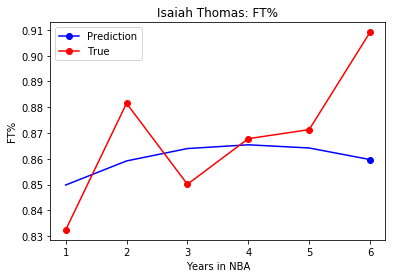 Isaiah Thomas: FT%
Prediction
True
FT%
0.91
0.90
0.89
0.88
0.87
0.86
0.85
0.84
0.83
1 2 3 4 5 6
Years in NBA